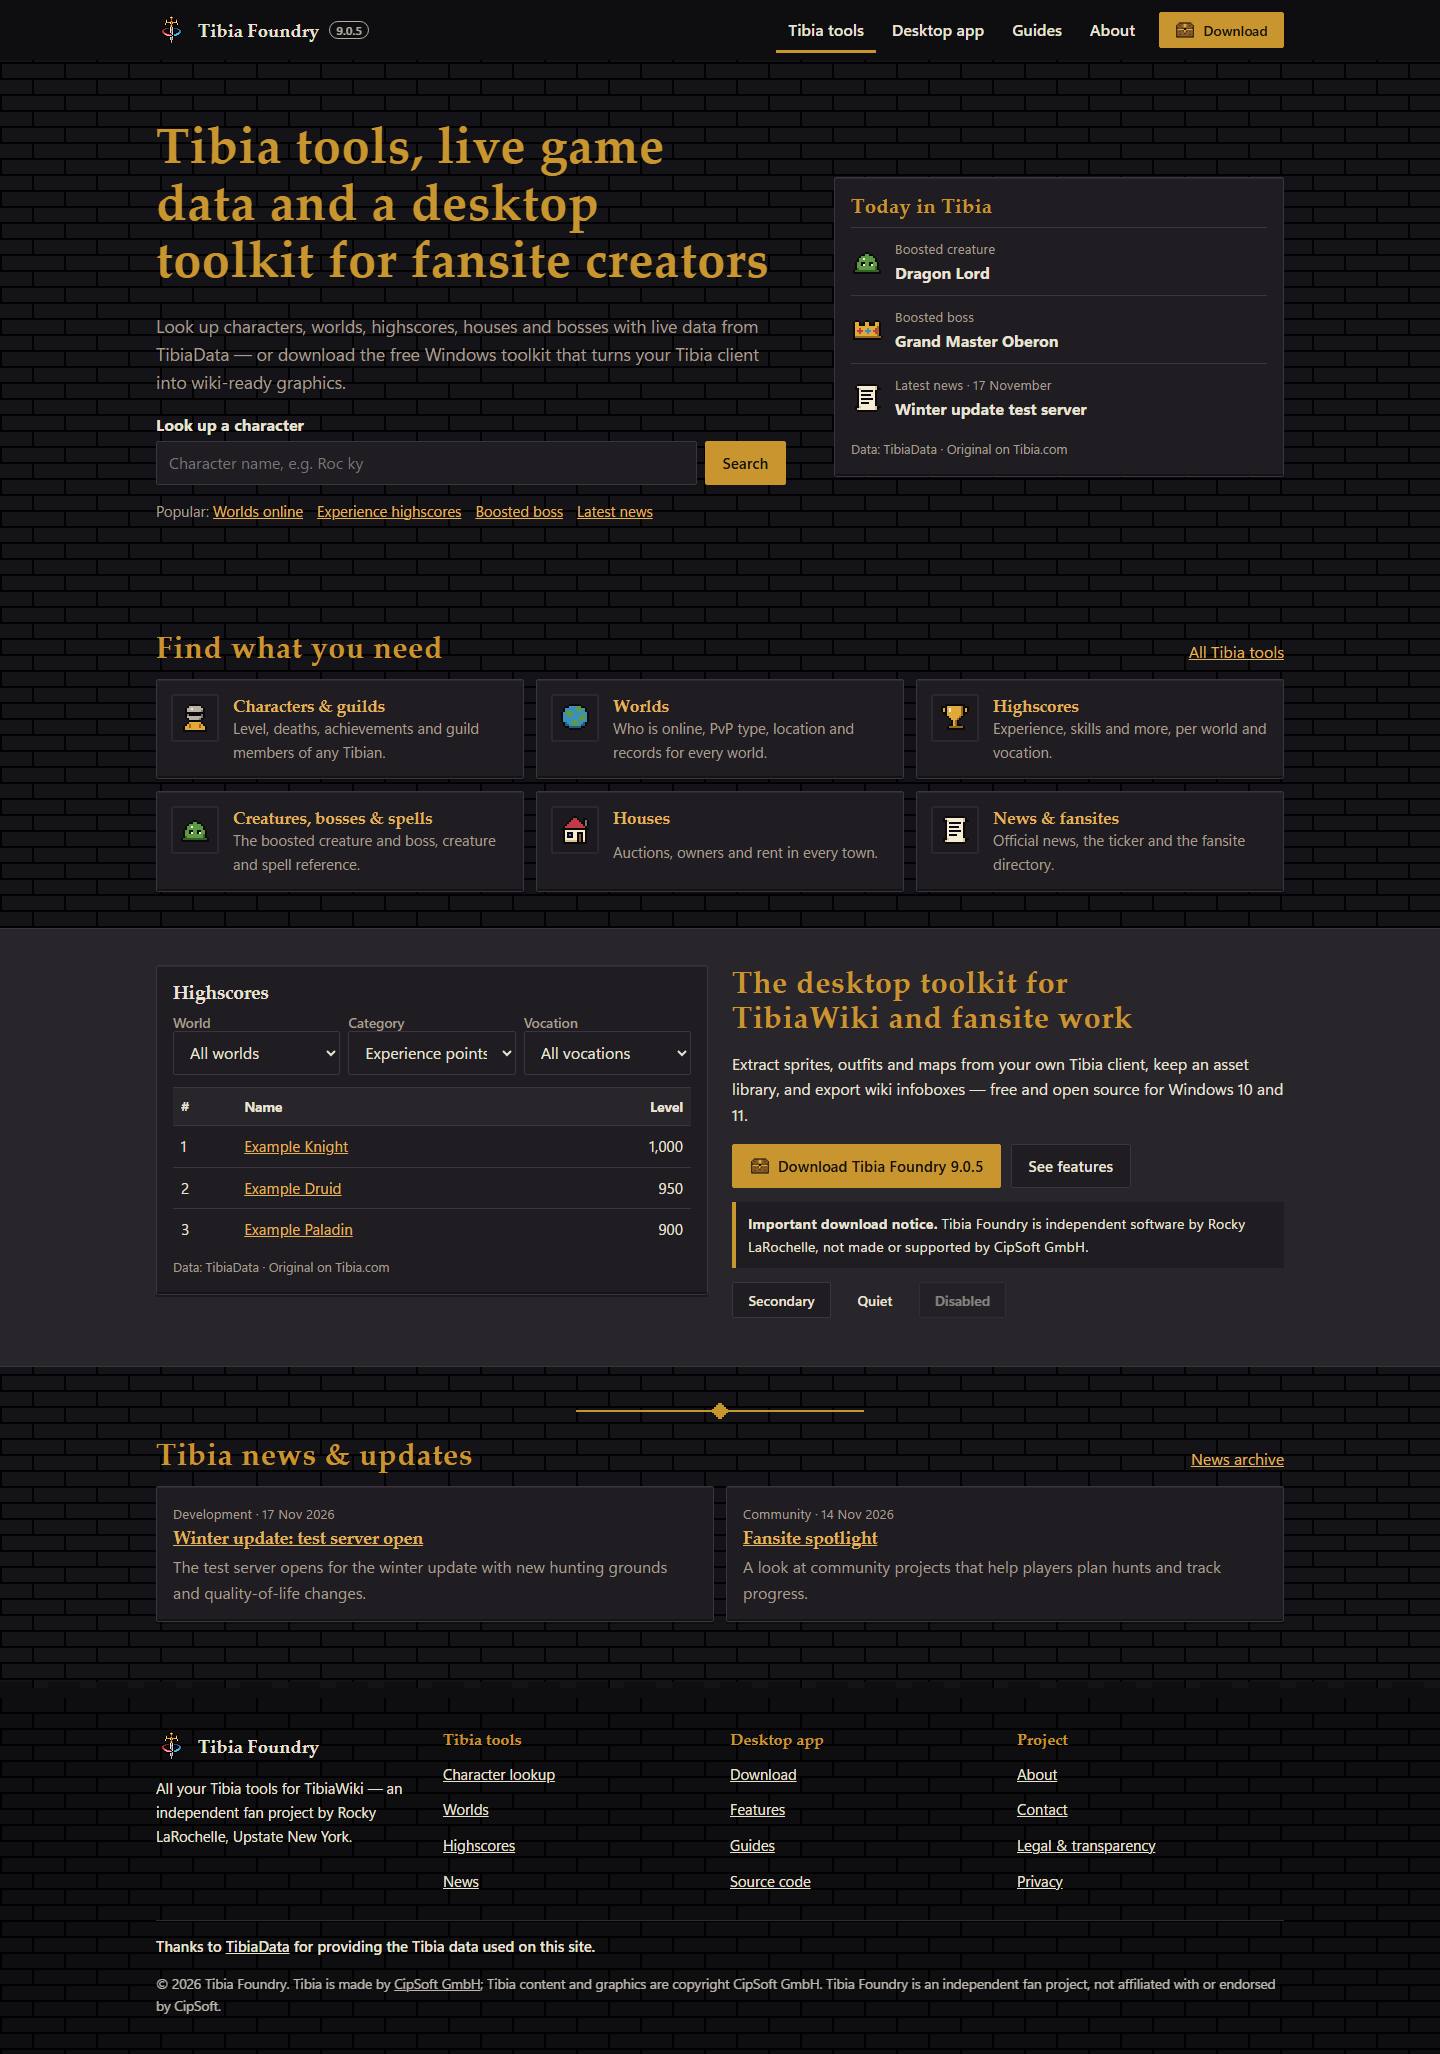 Tibia Foundry 9.0.5
Tibia tools Desktop app Guides About Download
Tibia tools, live game
data and a desktop
toolkit for fansite creators
Look up characters, worlds, highscores, houses and bosses with live data from
TibiaData — or download the free Windows toolkit that turns your Tibia client
into wiki-ready graphics.
Look up a character
Character name, e.g. Roc ky
Search
Popular: Worlds online Experience highscores Boosted boss Latest news
Today in Tibia
Boosted creature
Dragon Lord
Boosted boss
Grand Master Oberon
Latest news · 17 November
Winter update test server
Data: TibiaData · Original on Tibia.com
Find what you need
All Tibia tools
Characters & guilds
Level, deaths, achievements and guild
members of any Tibian.
Worlds
Who is online, PvP type, location and
records for every world.
Highscores
Experience, skills and more, per world and
vocation.
Creatures, bosses & spells
The boosted creature and boss, creature
and spell reference.
Houses
Auctions, owners and rent in every town.
News & fansites
Official news, the ticker and the fansite
directory.
Highscores
World Category Vocation
All worlds Experience points All vocations
# Name Level
1 Example Knight 1,000
2 Example Druid 950
3 Example Paladin 900
Data: TibiaData · Original on Tibia.com
The desktop toolkit for
TibiaWiki and fansite work
Extract sprites, outfits and maps from your own Tibia client, keep an asset
library, and export wiki infoboxes — free and open source for Windows 10 and
11.
Download Tibia Foundry 9.0.5
See features
Important download notice. Tibia Foundry is independent software by Rocky
LaRochelle, not made or supported by CipSoft GmbH.
Secondary Quiet Disabled
Tibia news & updates
News archive
Development · 17 Nov 2026
Winter update: test server open
The test server opens for the winter update with new hunting grounds
and quality-of-life changes.
Community · 14 Nov 2026
Fansite spotlight
A look at community projects that help players plan hunts and track
progress.
Tibia Foundry
All your Tibia tools for TibiaWiki — an
independent fan project by Rocky
LaRochelle, Upstate New York.
Tibia tools
Character lookup
Worlds
Highscores
News
Desktop app
Download
Features
Guides
Source code
Project
About
Contact
Legal & transparency
Privacy
Thanks to TibiaData for providing the Tibia data used on this site.
© 2026 Tibia Foundry. Tibia is made by CipSoft GmbH; Tibia content and graphics are copyright CipSoft GmbH. Tibia Foundry is an independent fan project, not affiliated with or endorsed
by CipSoft.